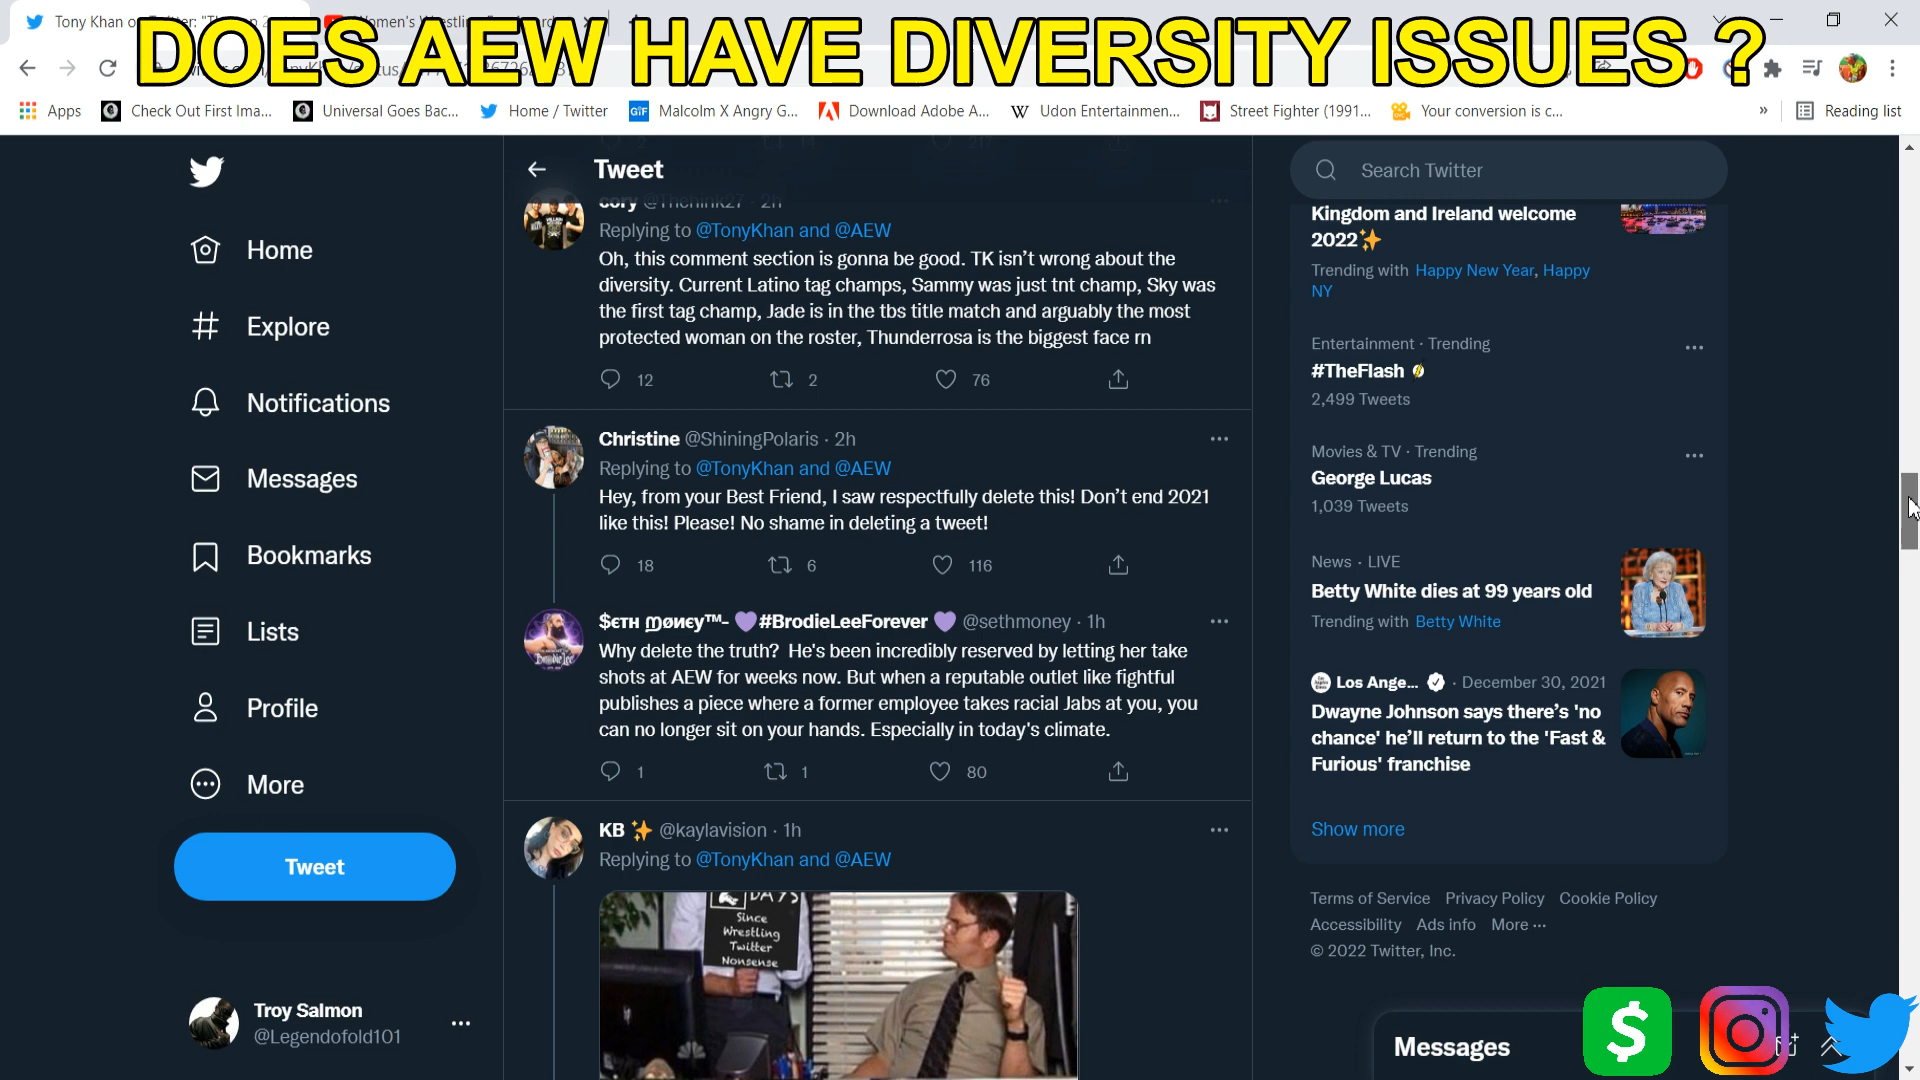 DOES AEW HAVE DIVERSITY ISSUES ?
Tony Khan on Twitter: "The
Apps
Check Out First Ima...
Universal Goes Bac...
Home / Twitter
Malcolm X Angry G...
Download Adobe A...
Udon Entertainmen...
Street Fighter (1991...
Your conversion is c...
»
Reading list
Home
Explore
Notifications
Messages
Bookmarks
Lists
Profile
More
Tweet
Troy Salmon
@Legendofold101
Tweet
cory @Thenink27 · 2h
Replying to @TonyKhan and @AEW
Oh, this comment section is gonna be good. TK isn't wrong about the
diversity. Current Latino tag champs, Sammy was just tnt champ, Sky was
the first tag champ, Jade is in the tbs title match and arguably the most
protected woman on the roster, Thunderrosa is the biggest face rn
12 2 76
Christine @ShiningPolaris · 2h
Replying to @TonyKhan and @AEW
Hey, from your Best Friend, I saw respectfully delete this! Don't end 2021
like this! Please! No shame in deleting a tweet!
18 6 116
$єтн ღøиєу™- 💜#BrodieLeeForever 💜 @sethmoney · 1h
Why delete the truth?  He's been incredibly reserved by letting her take
shots at AEW for weeks now. But when a reputable outlet like fightful
publishes a piece where a former employee takes racial Jabs at you, you
can no longer sit on your hands. Especially in today's climate.
1 1 80
KB ✨ @kaylavision · 1h
Replying to @TonyKhan and @AEW
DAYS
Since
Wrestling
Twitter
Nonsense
Search Twitter
Kingdom and Ireland welcome
2022✨
Trending with Happy New Year, Happy
NY
Entertainment · Trending
#TheFlash
2,499 Tweets
Movies & TV · Trending
George Lucas
1,039 Tweets
News · LIVE
Betty White dies at 99 years old
Trending with Betty White
Los Ange... · December 30, 2021
Dwayne Johnson says there's 'no
chance' he'll return to the 'Fast &
Furious' franchise
Show more
Terms of Service Privacy Policy Cookie Policy
Accessibility Ads info More ···
© 2022 Twitter, Inc.
Messages